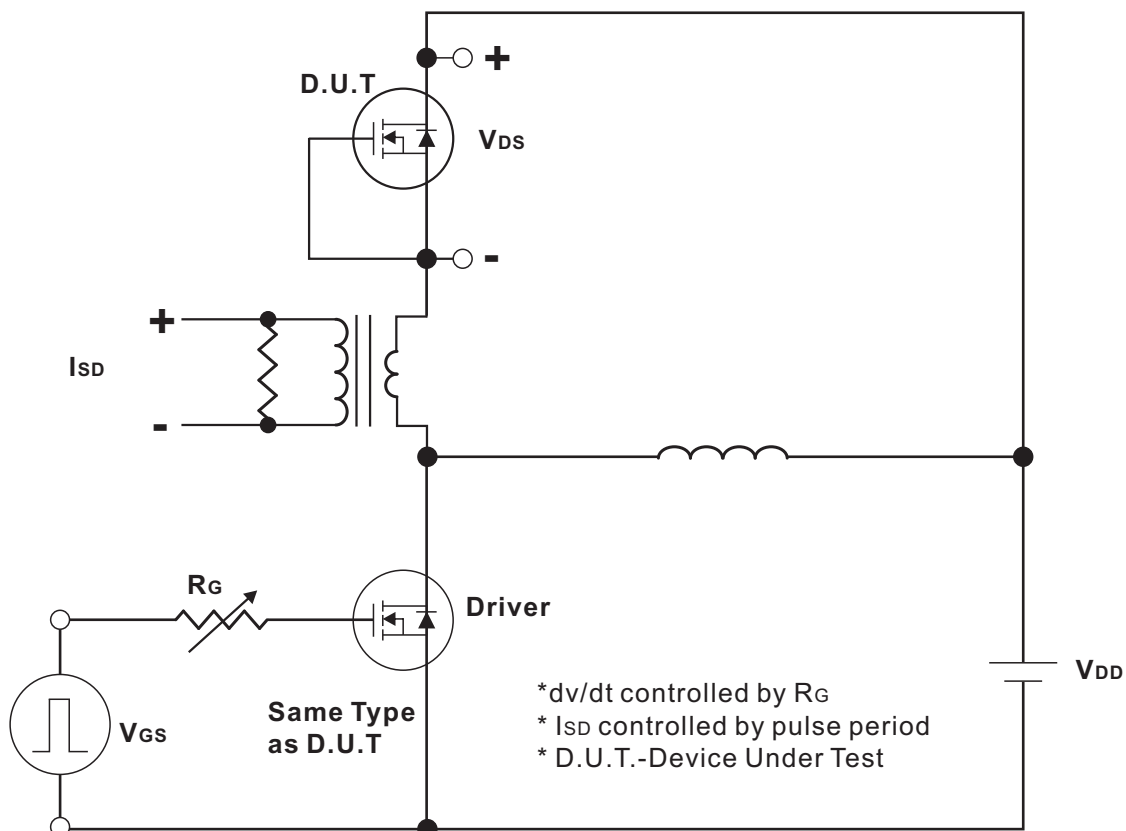 +
D.U.T
VDS
-
+
ISD
-
RG
Driver
VDD
VGS
Same Type
as D.U.T
*dv/dt controlled by RG
* ISD controlled by pulse period
* D.U.T.-Device Under Test